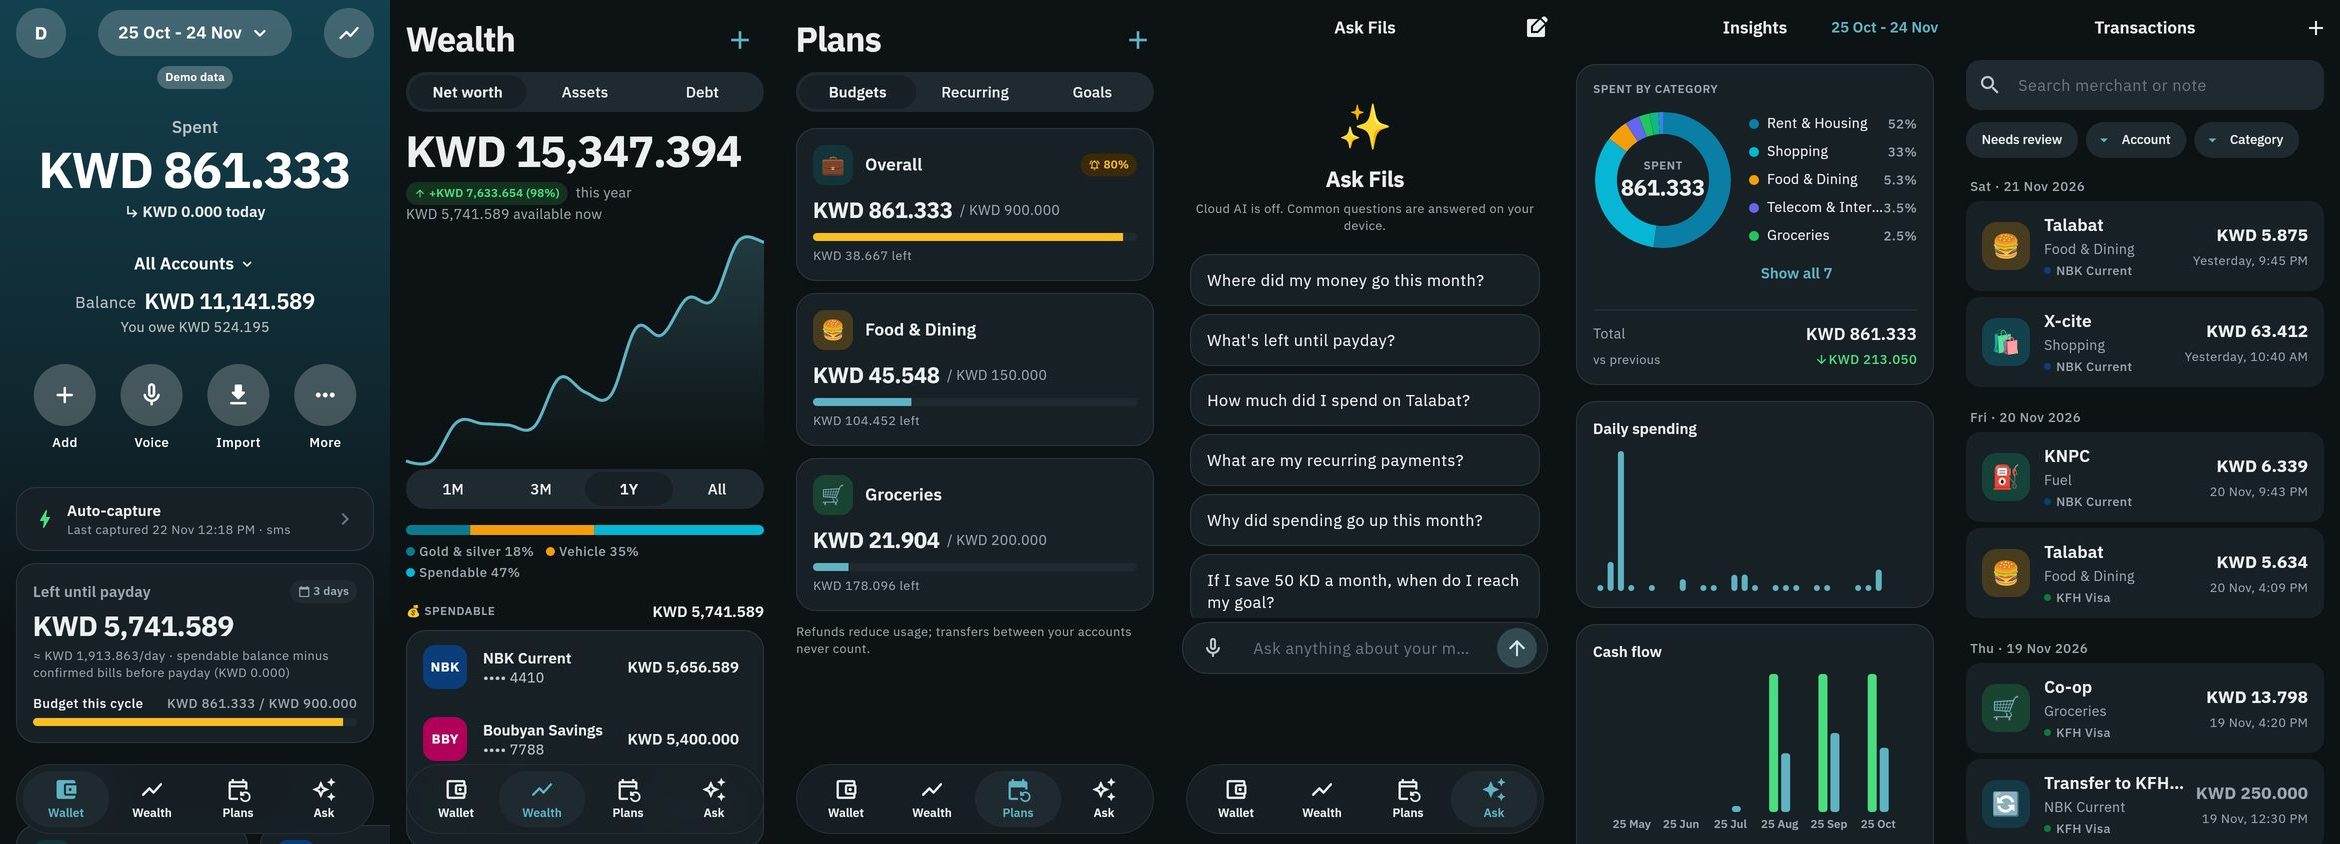 D
25 Oct - 24 Nov
Demo data
Spent
KWD 861.333
↳ KWD 0.000 today
All Accounts
Balance KWD 11,141.589
You owe KWD 524.195
Add
Voice
Import
More
Auto-capture
Last captured 22 Nov 12:18 PM · sms
Left until payday
3 days
KWD 5,741.589
≈ KWD 1,913.863/day · spendable balance minus
confirmed bills before payday (KWD 0.000)
Budget this cycle KWD 861.333 / KWD 900.000
Wallet
Wealth
Plans
Ask
Wealth
Net worth
Assets
Debt
KWD 15,347.394
↑ +KWD 7,633.654 (98%) this year
KWD 5,741.589 available now
1M
3M
1Y
All
Gold & silver 18%
Vehicle 35%
Spendable 47%
💰 SPENDABLE KWD 5,741.589
NBK
NBK Current
•••• 4410
KWD 5,656.589
BBY
Boubyan Savings
•••• 7788
KWD 5,400.000
Wallet
Wealth
Plans
Ask
Plans
Budgets
Recurring
Goals
Overall
80%
KWD 861.333 / KWD 900.000
KWD 38.667 left
Food & Dining
KWD 45.548 / KWD 150.000
KWD 104.452 left
Groceries
KWD 21.904 / KWD 200.000
KWD 178.096 left
Refunds reduce usage; transfers between your accounts
never count.
Wallet
Wealth
Plans
Ask
Ask Fils
Ask Fils
Cloud AI is off. Common questions are answered on your
device.
Where did my money go this month?
What's left until payday?
How much did I spend on Talabat?
What are my recurring payments?
Why did spending go up this month?
If I save 50 KD a month, when do I reach
my goal?
Ask anything about your m...
Wallet
Wealth
Plans
Ask
Insights
25 Oct - 24 Nov
SPENT BY CATEGORY
SPENT
861.333
Rent & Housing 52%
Shopping 33%
Food & Dining 5.3%
Telecom & Inter... 3.5%
Groceries 2.5%
Show all 7
Total KWD 861.333
vs previous ↓KWD 213.050
Daily spending
Cash flow
25 May
25 Jun
25 Jul
25 Aug
25 Sep
25 Oct
Transactions
Search merchant or note
Needs review
Account
Category
Sat · 21 Nov 2026
Talabat
Food & Dining
NBK Current
KWD 5.875
Yesterday, 9:45 PM
X-cite
Shopping
NBK Current
KWD 63.412
Yesterday, 10:40 AM
Fri · 20 Nov 2026
KNPC
Fuel
NBK Current
KWD 6.339
20 Nov, 9:43 PM
Talabat
Food & Dining
KFH Visa
KWD 5.634
20 Nov, 4:09 PM
Thu · 19 Nov 2026
Co-op
Groceries
KFH Visa
KWD 13.798
19 Nov, 4:20 PM
Transfer to KFH...
NBK Current
KFH Visa
KWD 250.000
19 Nov, 12:30 PM